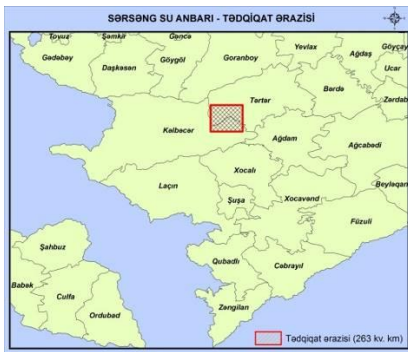 SƏRSƏNG SU ANBARI - TƏDQİQAT ƏRAZİSİ
Tovuz
Şəmkir
Gəncə
Goranboy
Yevlax
Ağdaş
Göyçay
Gədəbəy
Daşkəsən
Göygöl
Ucar
Tərtər
Bərdə
Zərdab
Kəlbəcər
Ağdəm
Ağcabədi
Xocalı
Laçın
Şuşa
Xocavənd
Beyləqan
Füzuli
Şahbuz
Qubadlı
Cəbrayıl
Babək
Culfa
Ordubad
Zəngilan
Tədqiqat ərazisi (263 kv. km)